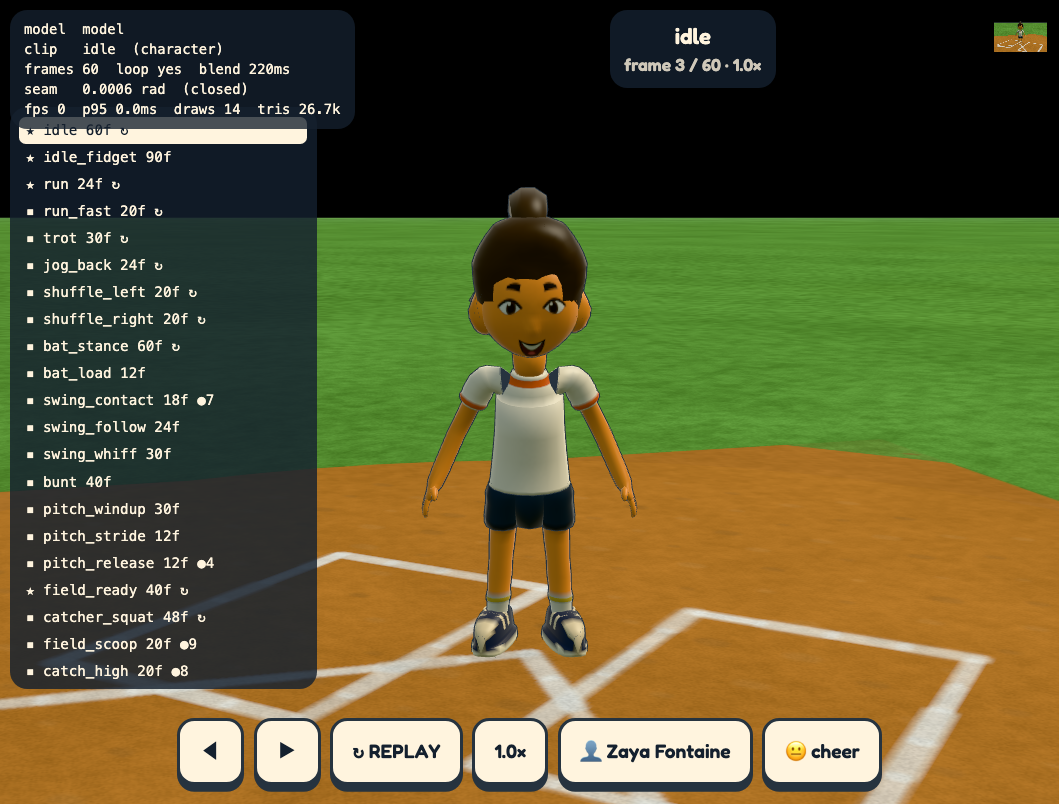 model model
clip idle (character)
frames 60 loop yes blend 220ms
seam 0.0006 rad (closed)
fps 0 p95 0.0ms draws 14 tris 26.7k
★ idle 60f ↻
★ idle_fidget 90f
★ run 24f ↻
▪ run_fast 20f ↻
▪ trot 30f ↻
▪ jog_back 24f ↻
▪ shuffle_left 20f ↻
▪ shuffle_right 20f ↻
▪ bat_stance 60f ↻
▪ bat_load 12f
▪ swing_contact 18f ●7
▪ swing_follow 24f
▪ swing_whiff 30f
▪ bunt 40f
▪ pitch_windup 30f
▪ pitch_stride 12f
▪ pitch_release 12f ●4
★ field_ready 40f ↻
▪ catcher_squat 48f ↻
▪ field_scoop 20f ●9
▪ catch_high 20f ●8
idle
frame 3 / 60 · 1.0×
◀ ▶ ↻ REPLAY 1.0× 👤 Zaya Fontaine 😐 cheer